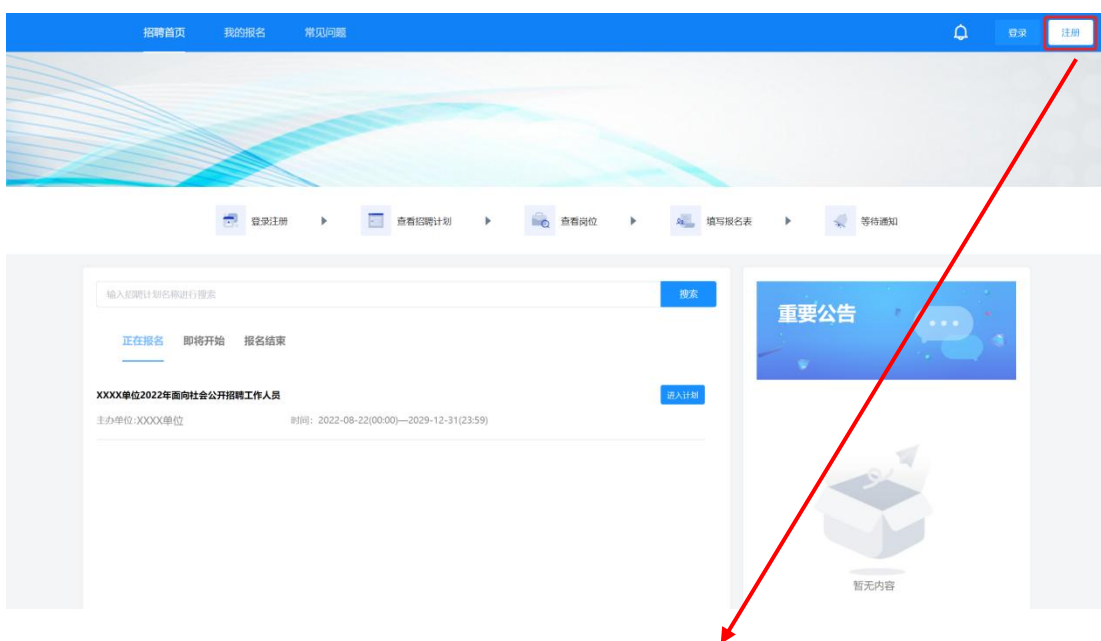 招聘首页 我的报名 常见问题 登录 注册
登录注册 查看招聘计划 查看岗位 填写报名表 等待通知
输入招聘计划名称进行搜索 搜索
正在报名 即将开始 报名结束
XXXX单位2022年面向社会公开招聘工作人员 进入计划
主办单位:XXXX单位 时间：2022-08-22(00:00)—2029-12-31(23:59)
重要公告
暂无内容